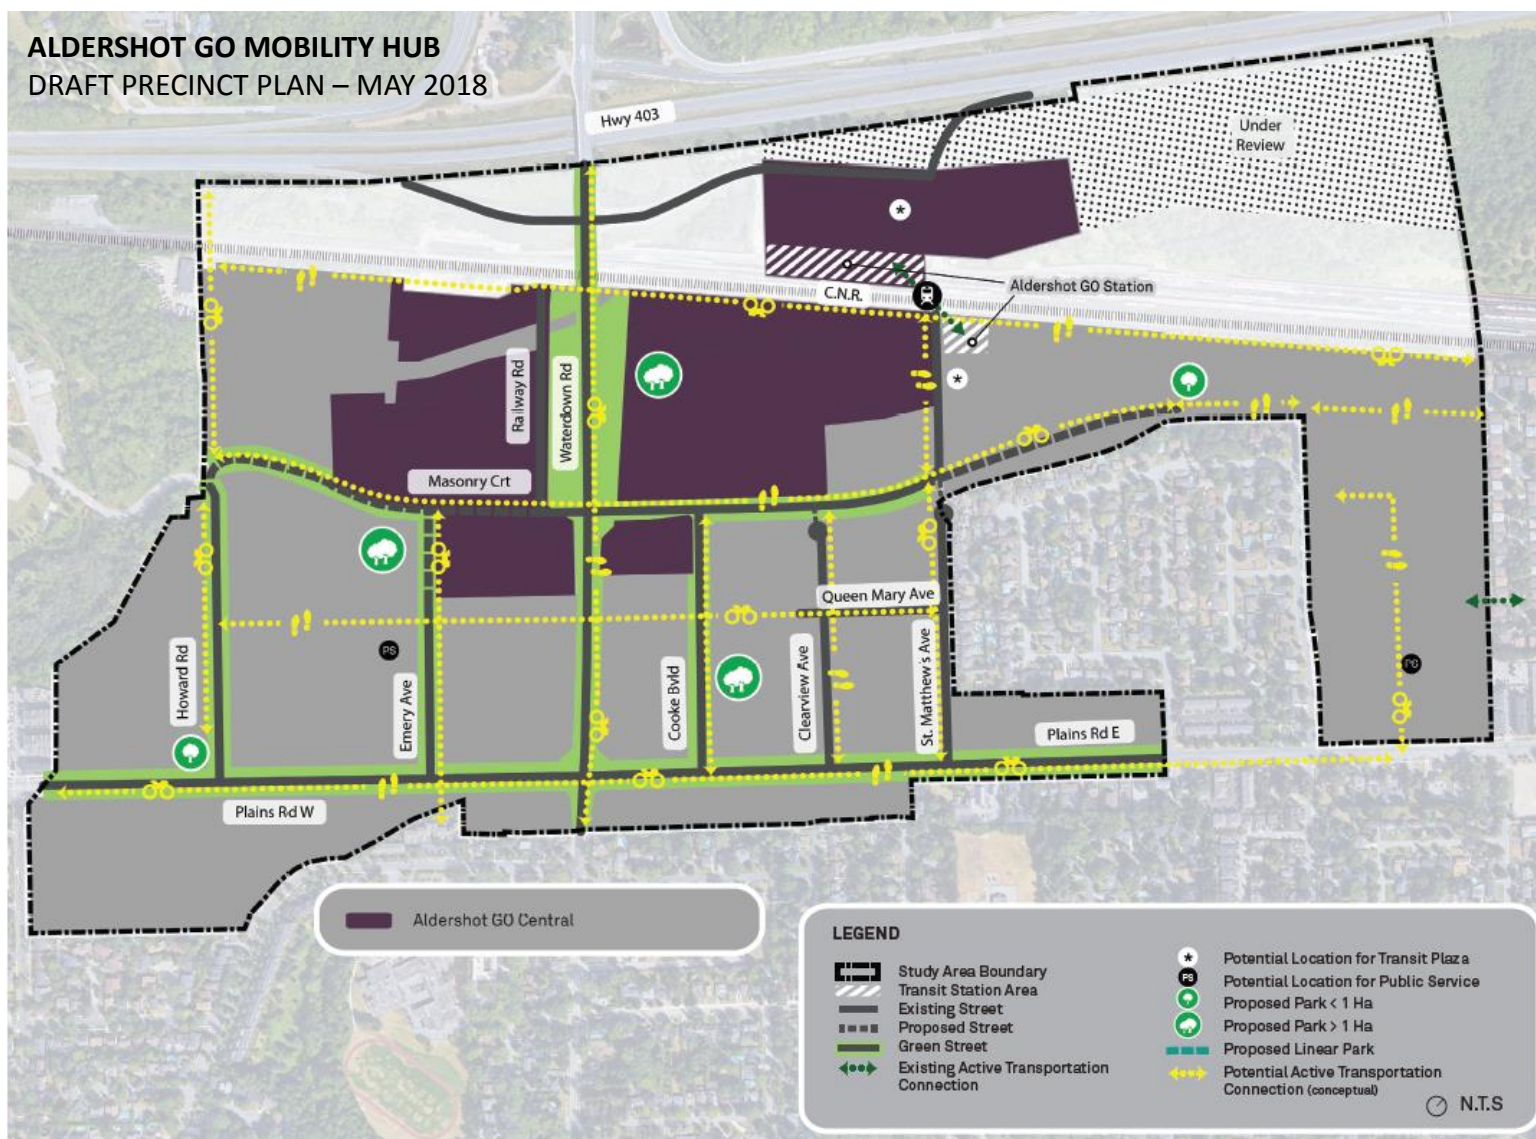 ALDERSHOT GO MOBILITY HUB
DRAFT PRECINCT PLAN – MAY 2018
Hwy 403
Under
Review
*
Aldershot GO Station
C.N.R.
*
Railway Rd
Waterdown Rd
Masonry Crt
Queen Mary Ave
Howard Rd
PS
Emery Ave
Cooke Bvld
Clearview Ave
St. Matthew's Ave
PS
Plains Rd E
Plains Rd W
Aldershot GO Central
LEGEND
Study Area Boundary
Transit Station Area
Existing Street
Proposed Street
Green Street
Existing Active Transportation
Connection
* Potential Location for Transit Plaza
PS Potential Location for Public Service
Proposed Park < 1 Ha
Proposed Park > 1 Ha
Proposed Linear Park
Potential Active Transportation
Connection (conceptual)
N.T.S